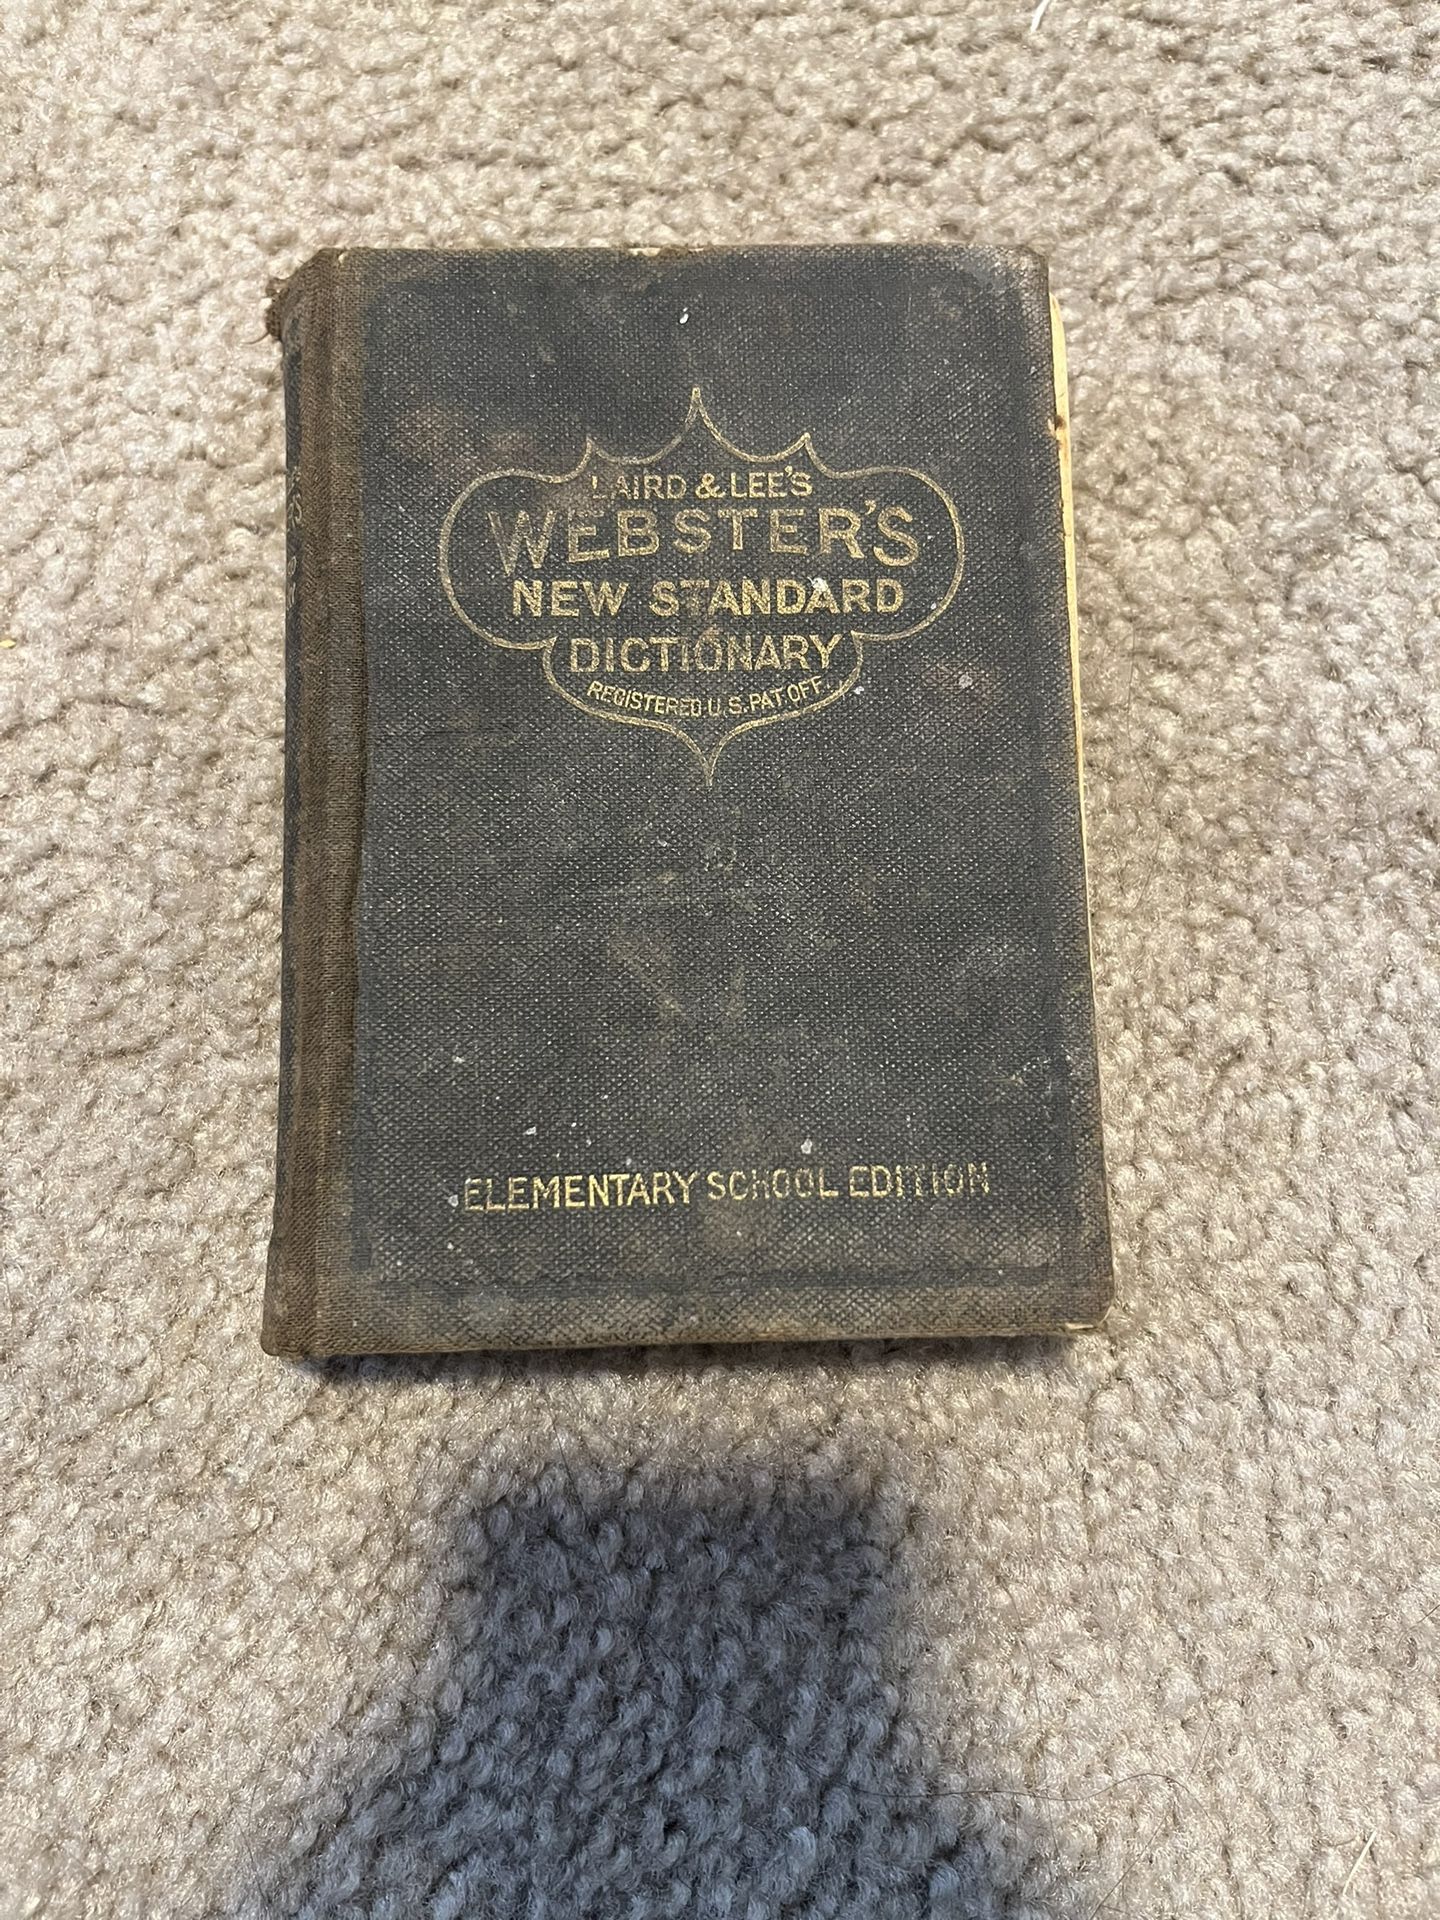 LAIRD & LEE'S
WEBSTER'S
NEW STANDARD
DICTIONARY
REGISTERED U.S. PAT. OFF.
ELEMENTARY SCHOOL EDITION